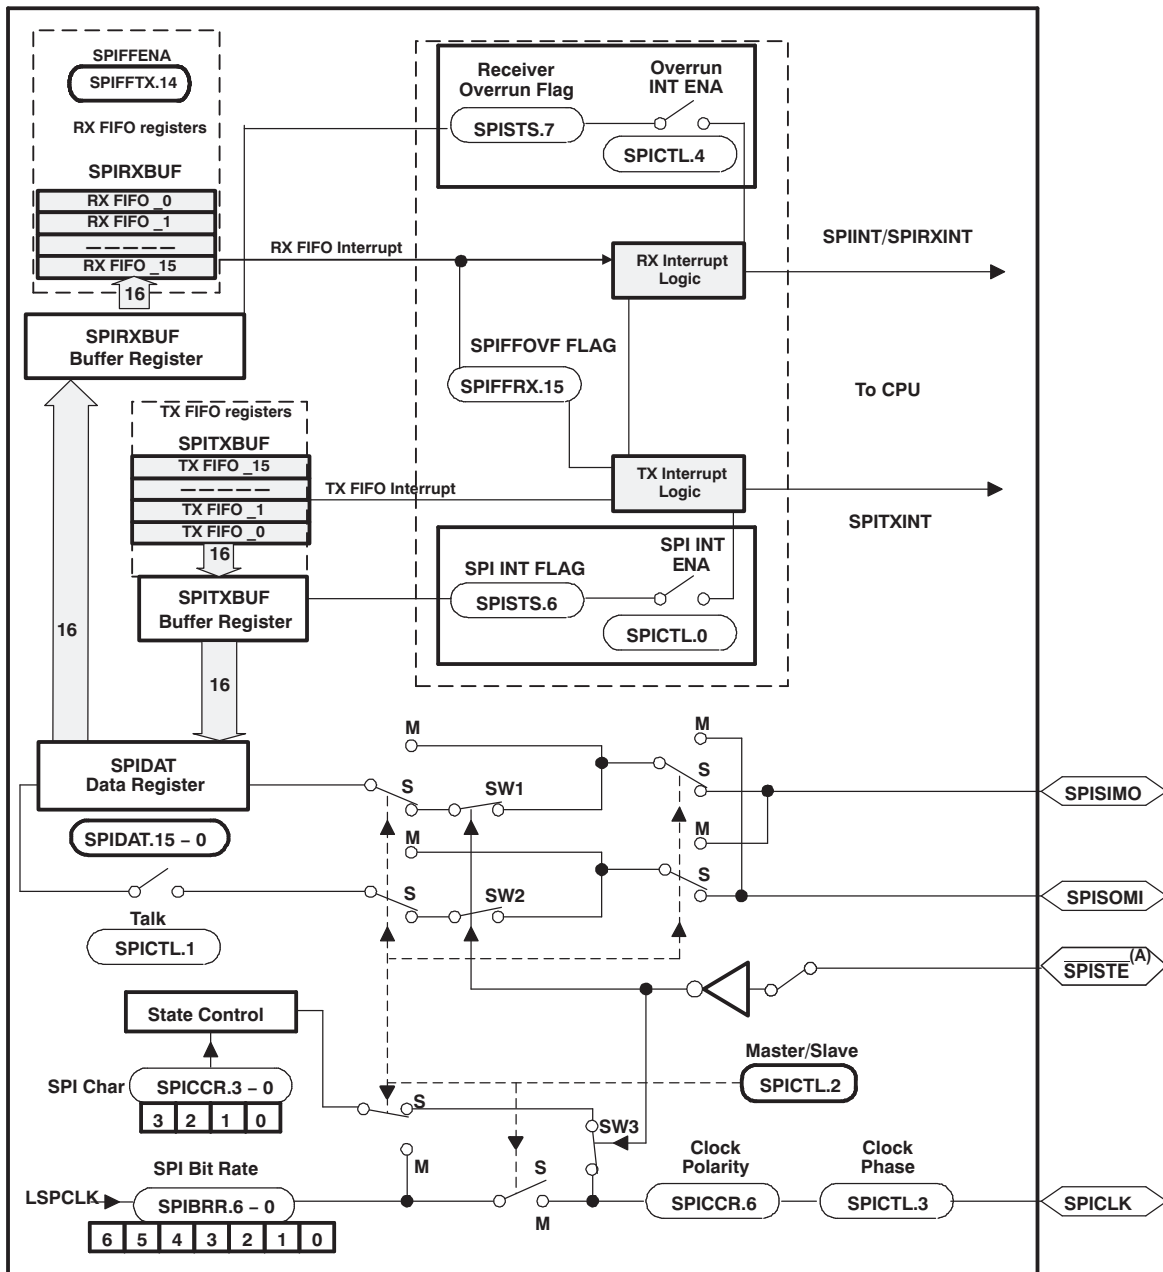 SPIFFENA
SPIFFTX.14
RX FIFO registers
SPIRXBUF
RX FIFO _0
RX FIFO _1
– – – – –
RX FIFO _15
16
SPIRXBUF
Buffer Register
Receiver
Overrun Flag
SPISTS.7
Overrun
INT ENA
SPICTL.4
RX FIFO Interrupt
RX Interrupt
Logic
SPIINT/SPIRXINT
SPIFFOVF FLAG
SPIFFRX.15
To CPU
TX FIFO registers
SPITXBUF
TX FIFO _15
– – – – –
TX FIFO _1
TX FIFO _0
16
TX FIFO Interrupt
TX Interrupt
Logic
SPITXINT
SPITXBUF
Buffer Register
SPI INT FLAG
SPISTS.6
SPI INT
ENA
SPICTL.0
16
16
SPIDAT
Data Register
SPIDAT.15 – 0
M
S
SW1
M
S
SPISIMO
M
S
SW2
M
S
SPISOMI
Talk
SPICTL.1
SPISTE
(A)
State Control
Master/Slave
SPICTL.2
SPI Char
SPICCR.3 – 0
3 2 1 0
S
M
SW3
SPI Bit Rate
LSPCLK
SPIBRR.6 – 0
6 5 4 3 2 1 0
S
M
Clock
Polarity
SPICCR.6
Clock
Phase
SPICTL.3
SPICLK